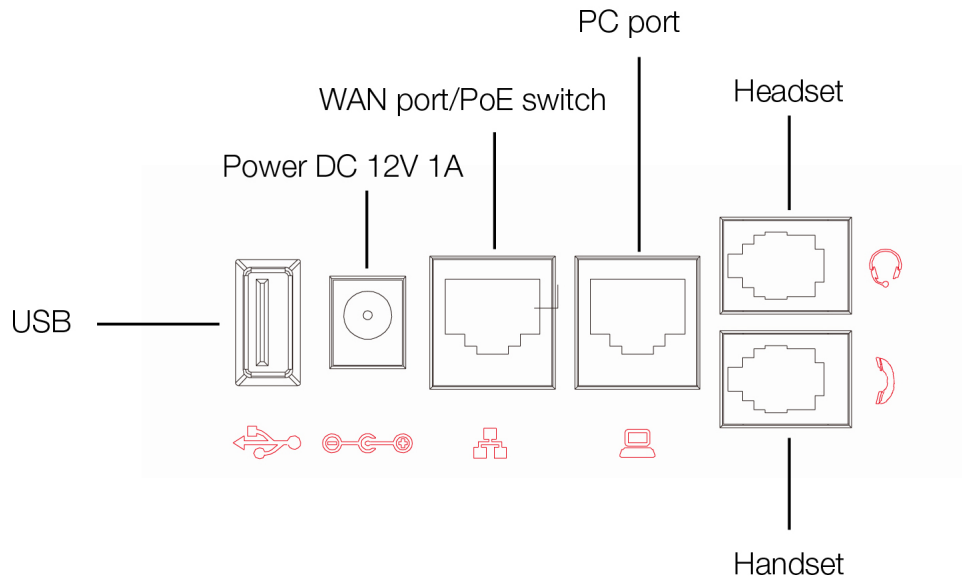 PC port
WAN port/PoE switch
Headset
Power DC 12V 1A
USB
Handset